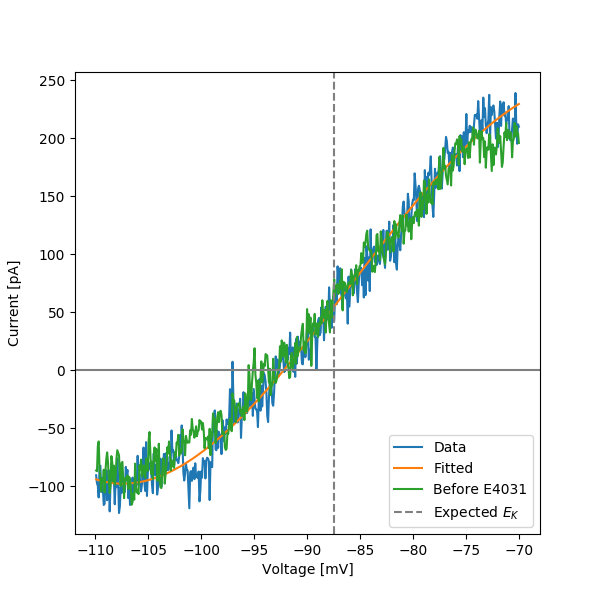 250
200
150
100
50
0
−50
−100
Current [pA]
Data
Fitted
Before E4031
Expected E_K
−110 −105 −100 −95 −90 −85 −80 −75 −70
Voltage [mV]